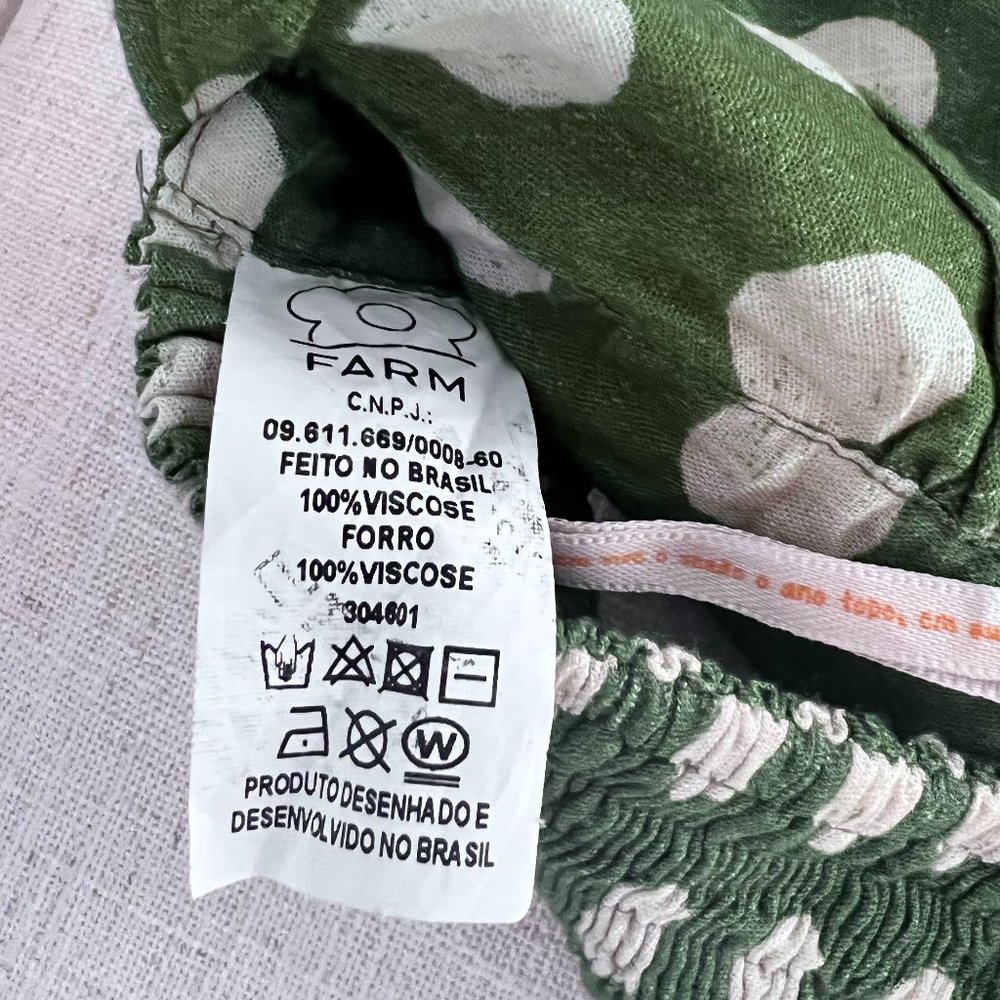 FARM
C.N.P.J.:
09.611.669/0008-60
FEITO NO BRASIL
100%VISCOSE
FORRO
100%VISCOSE
304601
W
PRODUTO DESENHADO E
DESENVOLVIDO NO BRASIL
o ano todo, em